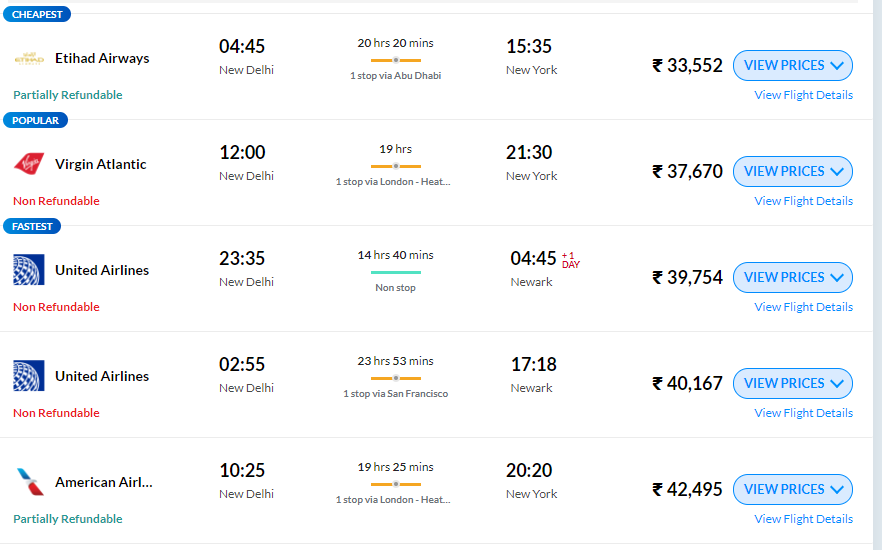 CHEAPEST
ETIHAD
Etihad Airways
04:45
New Delhi
20 hrs 20 mins
1 stop via Abu Dhabi
15:35
New York
₹ 33,552
VIEW PRICES
Partially Refundable
View Flight Details
POPULAR
Virgin Atlantic
12:00
New Delhi
19 hrs
1 stop via London - Heat...
21:30
New York
₹ 37,670
VIEW PRICES
Non Refundable
View Flight Details
FASTEST
United Airlines
23:35
New Delhi
14 hrs 40 mins
Non stop
04:45
+1
DAY
Newark
₹ 39,754
VIEW PRICES
Non Refundable
View Flight Details
United Airlines
02:55
New Delhi
23 hrs 53 mins
1 stop via San Francisco
17:18
Newark
₹ 40,167
VIEW PRICES
Non Refundable
View Flight Details
American Airl...
10:25
New Delhi
19 hrs 25 mins
1 stop via London - Heat...
20:20
New York
₹ 42,495
VIEW PRICES
Partially Refundable
View Flight Details